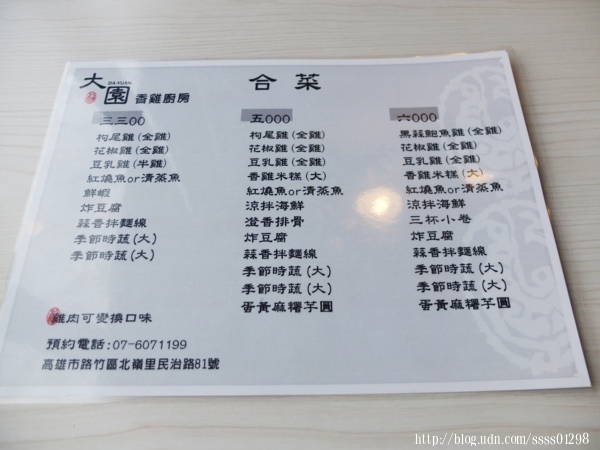 大園
DA-YUAN
香雞廚房
合菜
三三00
枸尾雞(全雞)
花椒雞(全雞)
豆乳雞(半雞)
紅燒魚or清蒸魚
鮮蝦
炸豆腐
蒜香拌麵線
季節時蔬(大)
季節時蔬(大)
五000
枸尾雞(全雞)
花椒雞(全雞)
豆乳雞(全雞)
香雞米糕(大)
紅燒魚or清蒸魚
涼拌海鮮
澄香排骨
炸豆腐
蒜香拌麵線
季節時蔬(大)
季節時蔬(大)
蛋黃麻糬芋圓
六000
黑蒜鮑魚雞(全雞)
花椒雞(全雞)
豆乳雞(全雞)
香雞米糕(大)
紅燒魚or清蒸魚
涼拌海鮮
三杯小卷
炸豆腐
蒜香拌麵線
季節時蔬(大)
季節時蔬(大)
蛋黃麻糬芋圓
雞肉可變換口味
預約電話:07-6071199
高雄市路竹區北嶺里民治路81號
http://blog.udn.com/ssss01298